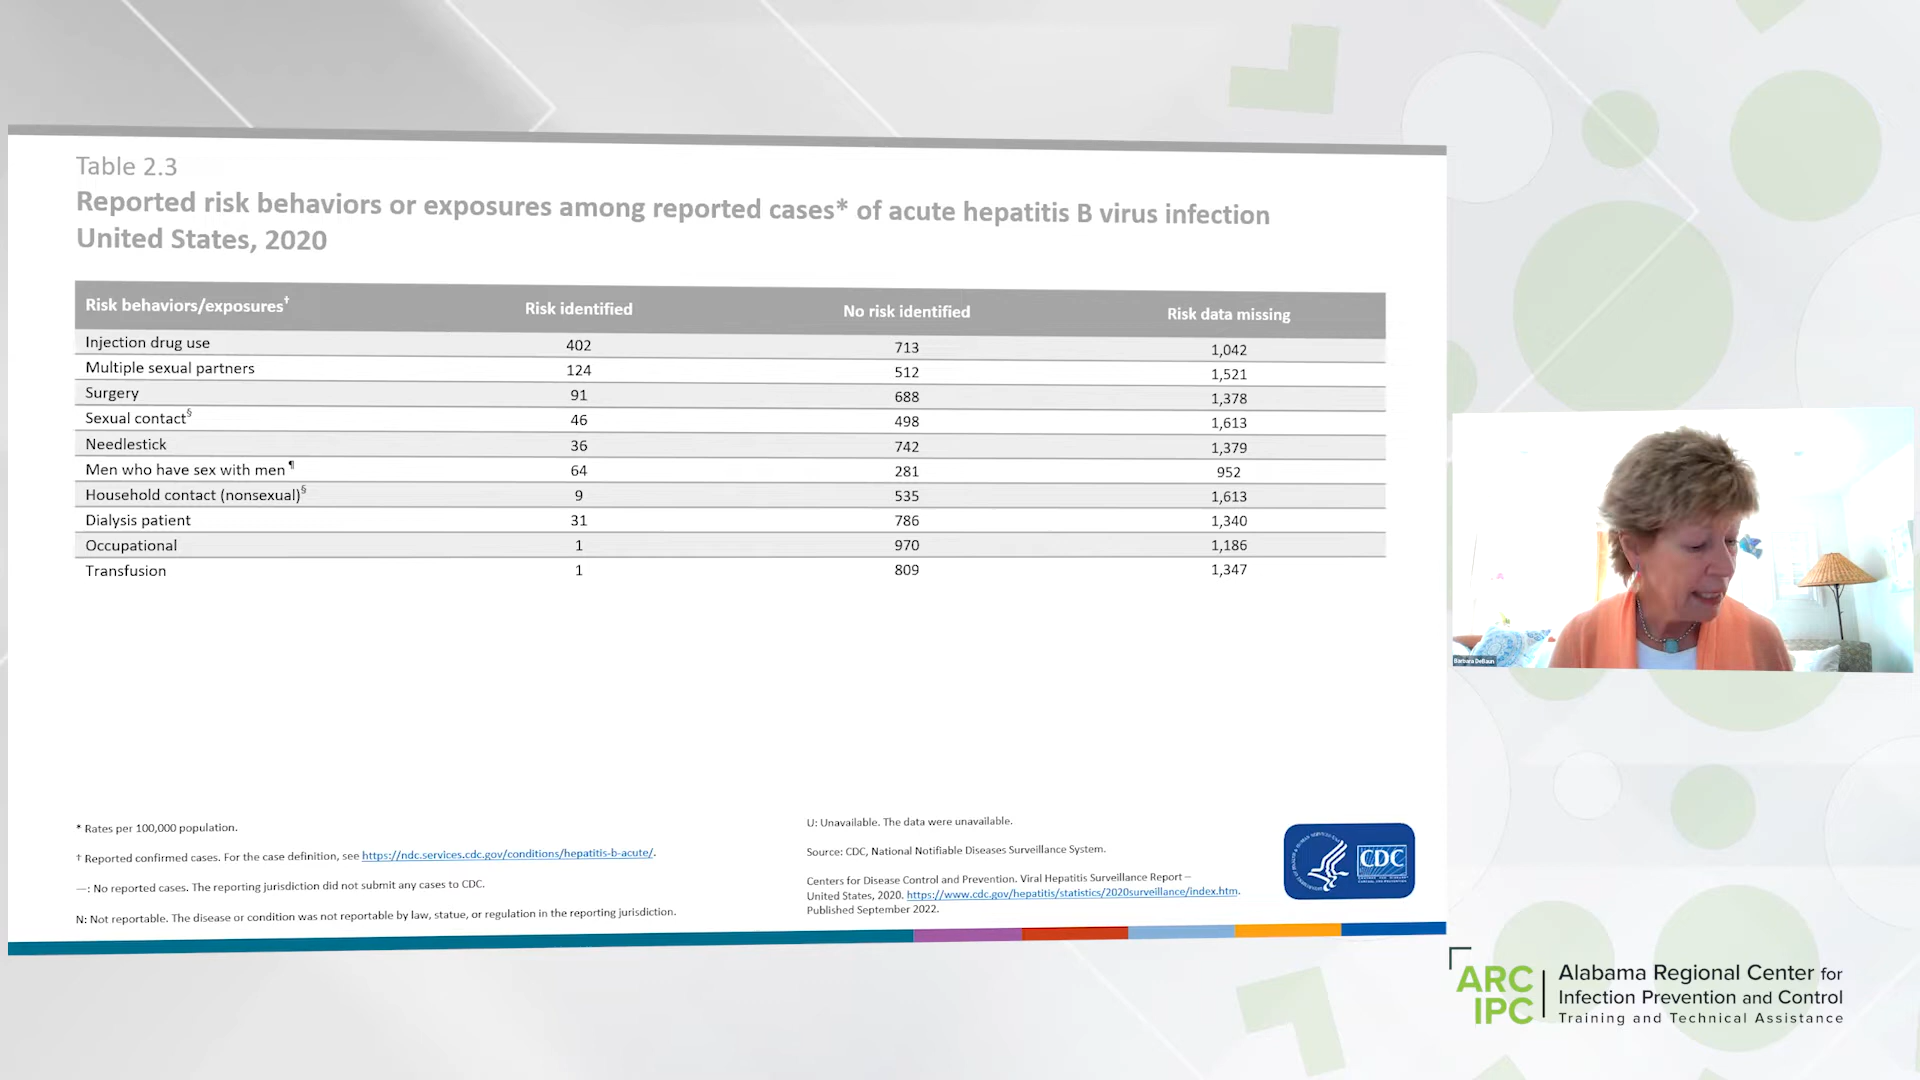 Table 2.3
Reported risk behaviors or exposures among reported cases* of acute hepatitis B virus infection
United States, 2020
Risk behaviors/exposures† Risk identified No risk identified Risk data missing
Injection drug use 402 713 1,042
Multiple sexual partners 124 512 1,521
Surgery 91 688 1,378
Sexual contact§ 46 498 1,613
Needlestick 36 742 1,379
Men who have sex with men ¶ 64 281 952
Household contact (nonsexual)§ 9 535 1,613
Dialysis patient 31 786 1,340
Occupational 1 970 1,186
Transfusion 1 809 1,347
* Rates per 100,000 population.
† Reported confirmed cases. For the case definition, see https://ndc.services.cdc.gov/conditions/hepatitis-b-acute/.
—: No reported cases. The reporting jurisdiction did not submit any cases to CDC.
N: Not reportable. The disease or condition was not reportable by law, statue, or regulation in the reporting jurisdiction.
U: Unavailable. The data were unavailable.
Source: CDC, National Notifiable Diseases Surveillance System.
Centers for Disease Control and Prevention. Viral Hepatitis Surveillance Report –
United States, 2020. https://www.cdc.gov/hepatitis/statistics/2020surveillance/index.htm.
Published September 2022.
CDC
Barbara DeBaun
ARC
IPC
Alabama Regional Center for
Infection Prevention and Control
Training and Technical Assistance